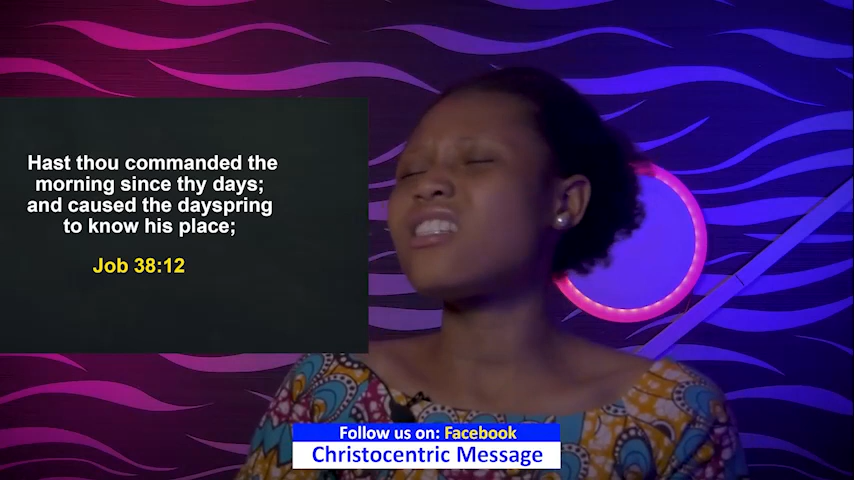 Hast thou commanded the
morning since thy days;
and caused the dayspring
to know his place;
Job 38:12
Follow us on: Facebook
Christocentric Message